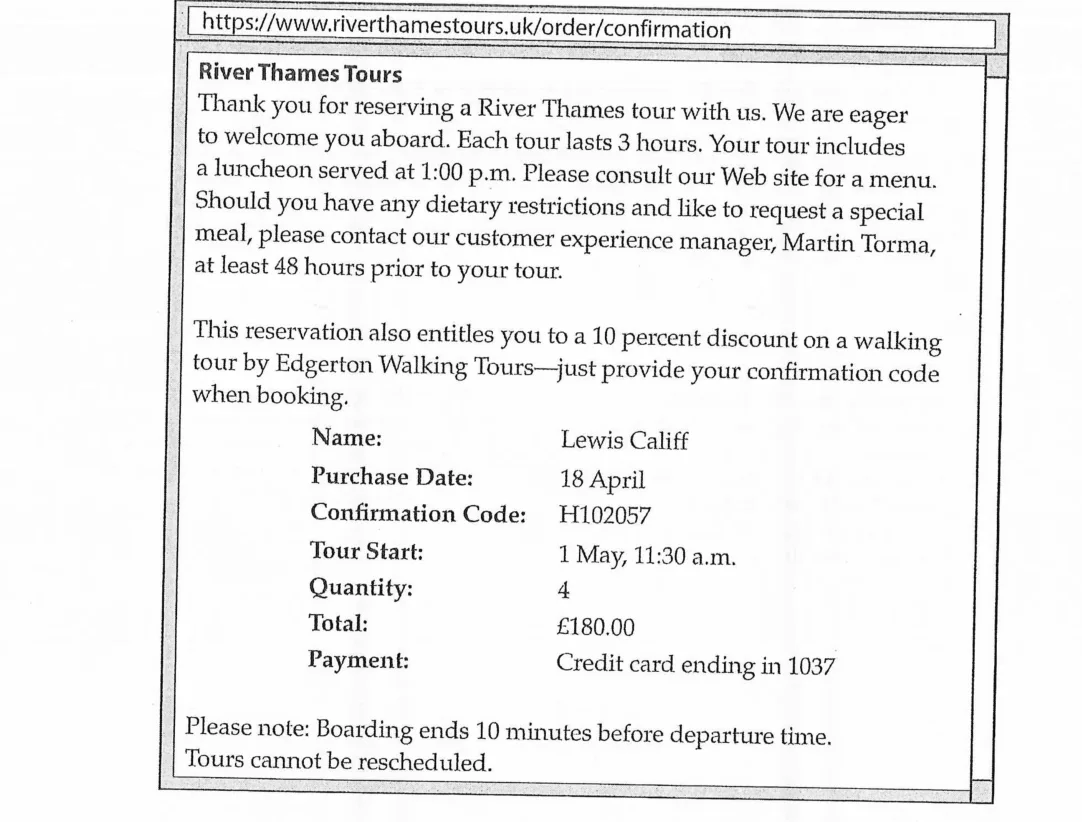 https://www.riverthamestours.uk/order/confirmation
River Thames Tours
Thank you for reserving a River Thames tour with us. We are eager
to welcome you aboard. Each tour lasts 3 hours. Your tour includes
a luncheon served at 1:00 p.m. Please consult our Web site for a menu.
Should you have any dietary restrictions and like to request a special
meal, please contact our customer experience manager, Martin Torma,
at least 48 hours prior to your tour.
This reservation also entitles you to a 10 percent discount on a walking
tour by Edgerton Walking Tours—just provide your confirmation code
when booking.
Name: Lewis Califf
Purchase Date: 18 April
Confirmation Code: H102057
Tour Start: 1 May, 11:30 a.m.
Quantity: 4
Total: £180.00
Payment: Credit card ending in 1037
Please note: Boarding ends 10 minutes before departure time.
Tours cannot be rescheduled.